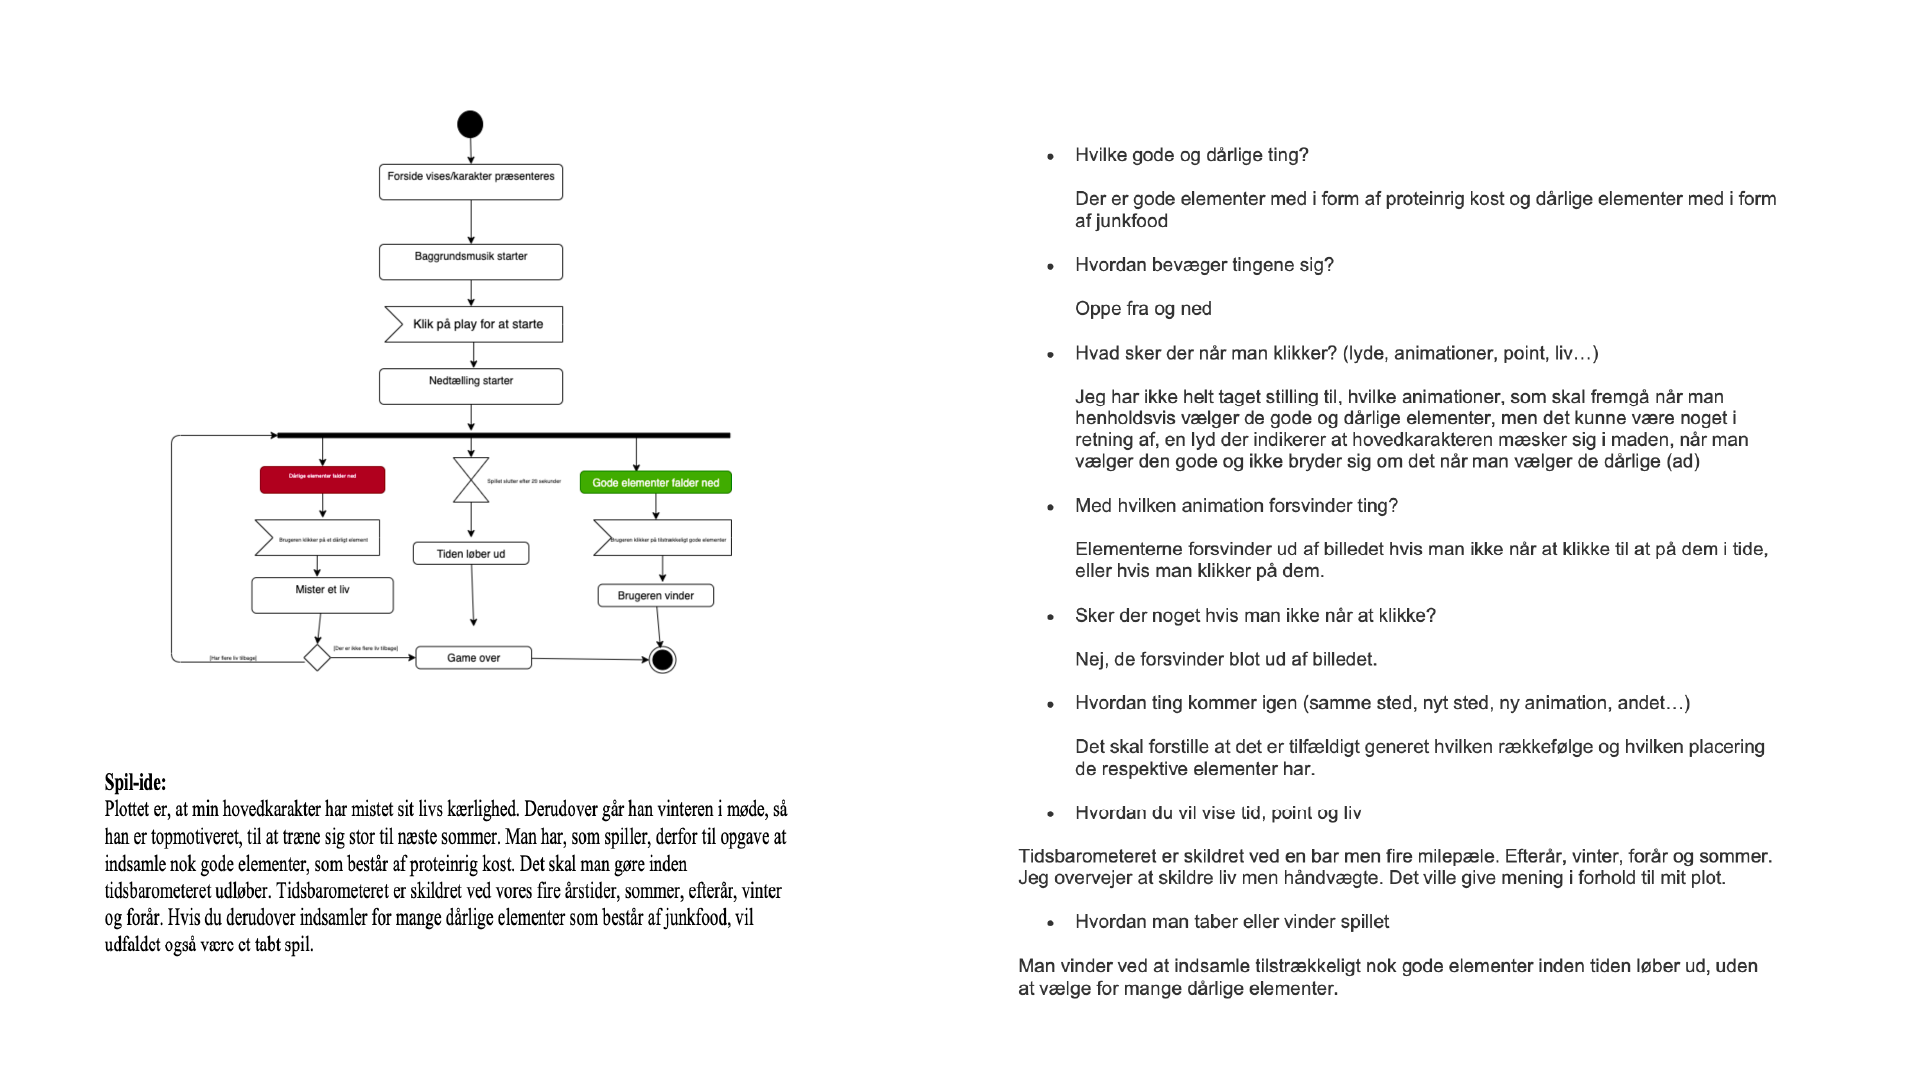 Forside vises/karakter præsenteres
Baggrundsmusik starter
Klik på play for at starte
Nedtælling starter
Dårlige elementer falder ned
Spillet slutter efter 20 sekunder
Gode elementer falder ned
Brugeren klikker på et dårligt element
Tiden løber ud
Brugeren klikker på tilstrækkeligt gode elementer
Mister et liv
Brugeren vinder
[Har flere liv tilbage]
[Der er ikke flere liv tilbage]
Game over
Spil-ide:
Plottet er, at min hovedkarakter har mistet sit livs kærlighed. Derudover går han vinteren i møde, så
han er topmotiveret, til at træne sig stor til næste sommer. Man har, som spiller, derfor til opgave at
indsamle nok gode elementer, som består af proteinrig kost. Det skal man gøre inden
tidsbarometeret udløber. Tidsbarometeret er skildret ved vores fire årstider, sommer, efterår, vinter
og forår. Hvis du derudover indsamler for mange dårlige elementer som består af junkfood, vil
udfaldet også være et tabt spil.
• Hvilke gode og dårlige ting?
Der er gode elementer med i form af proteinrig kost og dårlige elementer med i form
af junkfood
• Hvordan bevæger tingene sig?
Oppe fra og ned
• Hvad sker der når man klikker? (lyde, animationer, point, liv…)
Jeg har ikke helt taget stilling til, hvilke animationer, som skal fremgå når man
henholdsvis vælger de gode og dårlige elementer, men det kunne være noget i
retning af, en lyd der indikerer at hovedkarakteren mæsker sig i maden, når man
vælger den gode og ikke bryder sig om det når man vælger de dårlige (ad)
• Med hvilken animation forsvinder ting?
Elementerne forsvinder ud af billedet hvis man ikke når at klikke til at på dem i tide,
eller hvis man klikker på dem.
• Sker der noget hvis man ikke når at klikke?
Nej, de forsvinder blot ud af billedet.
• Hvordan ting kommer igen (samme sted, nyt sted, ny animation, andet…)
Det skal forstille at det er tilfældigt generet hvilken rækkefølge og hvilken placering
de respektive elementer har.
• Hvordan du vil vise tid, point og liv
Tidsbarometeret er skildret ved en bar men fire milepæle. Efterår, vinter, forår og sommer.
Jeg overvejer at skildre liv men håndvægte. Det ville give mening i forhold til mit plot.
• Hvordan man taber eller vinder spillet
Man vinder ved at indsamle tilstrækkeligt nok gode elementer inden tiden løber ud, uden
at vælge for mange dårlige elementer.